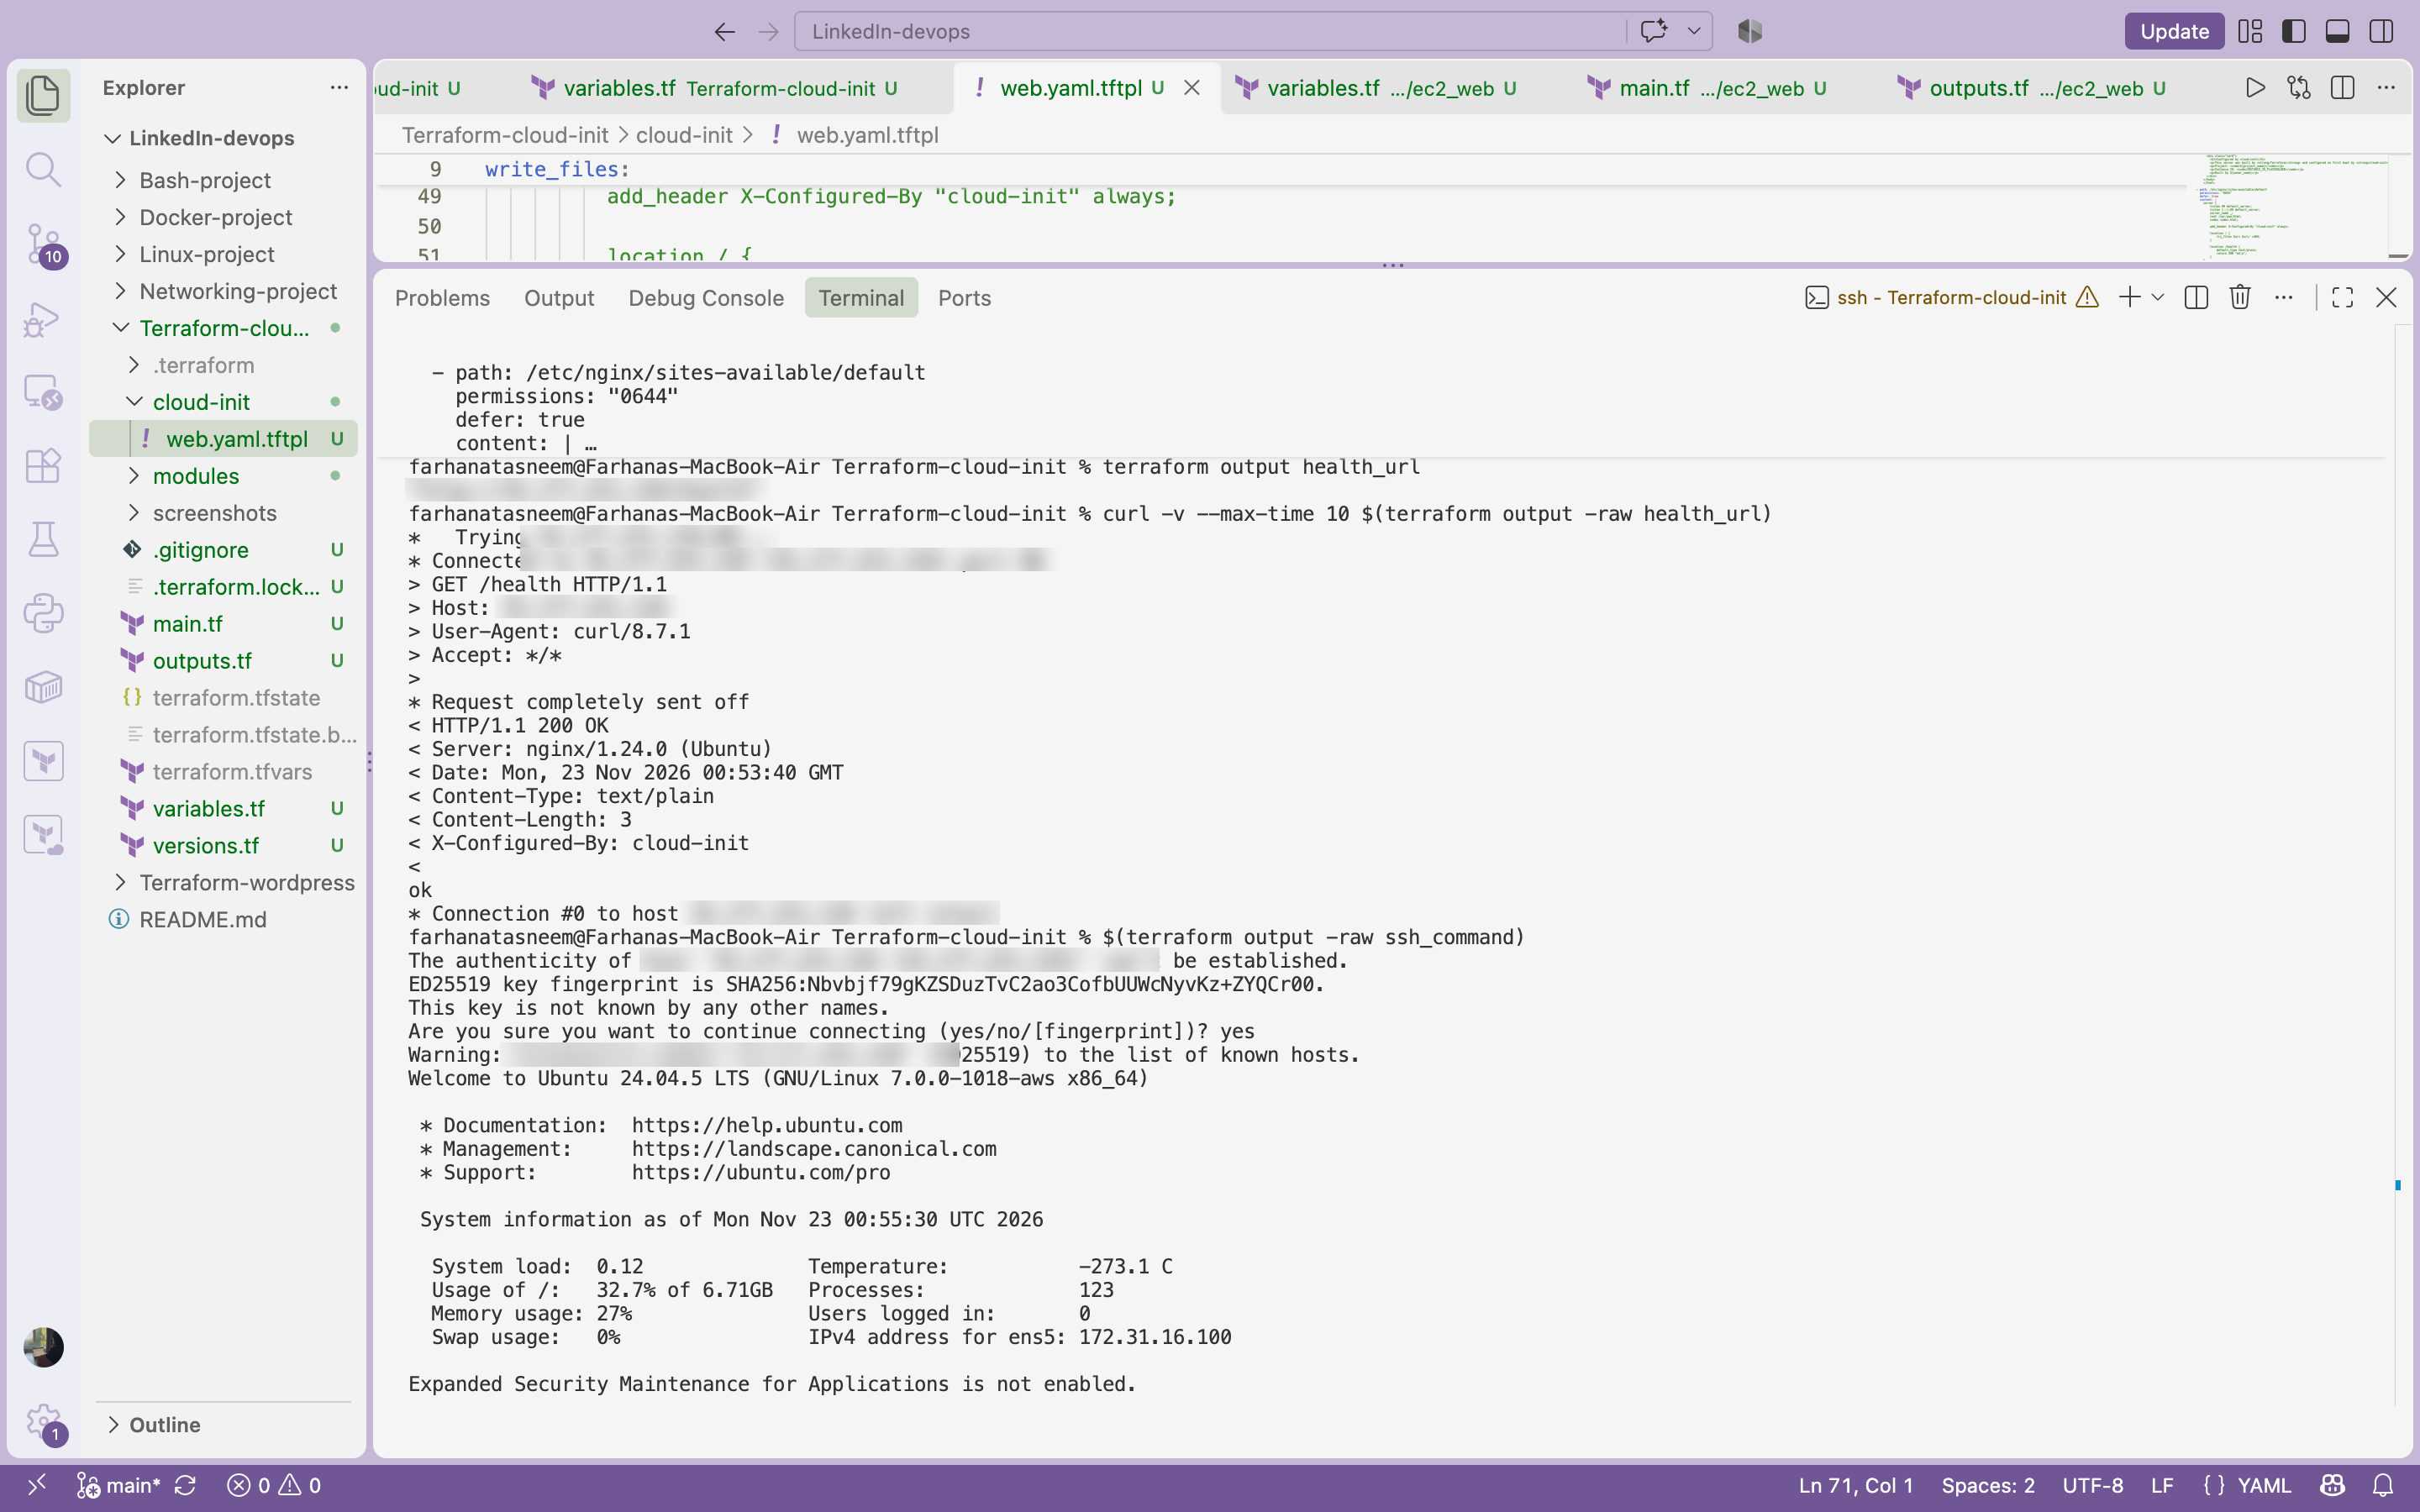 LinkedIn-devops
Update
Explorer
LinkedIn-devops
Bash-project
Docker-project
Linux-project
Networking-project
Terraform-clou...
.terraform
cloud-init
web.yaml.tftpl U
modules
screenshots
.gitignore U
.terraform.lock... U
main.tf U
outputs.tf U
terraform.tfstate
terraform.tfstate.b...
terraform.tfvars
variables.tf U
versions.tf U
Terraform-wordpress
README.md
Outline
10
1
ud-init U
variables.tf Terraform-cloud-init U
web.yaml.tftpl U
variables.tf .../ec2_web U
main.tf .../ec2_web U
outputs.tf .../ec2_web U
Terraform-cloud-init > cloud-init > ! web.yaml.tftpl
9 write_files:
49 add_header X-Configured-By "cloud-init" always;
50
51 location / {
Problems Output Debug Console Terminal Ports
ssh - Terraform-cloud-init
- path: /etc/nginx/sites-available/default
permissions: "0644"
defer: true
content: | …
farhanatasneem@Farhanas-MacBook-Air Terraform-cloud-init % terraform output health_url
farhanatasneem@Farhanas-MacBook-Air Terraform-cloud-init % curl -v --max-time 10 $(terraform output -raw health_url)
* Trying
* Connecte
> GET /health HTTP/1.1
> Host:
> User-Agent: curl/8.7.1
> Accept: */*
>
* Request completely sent off
< HTTP/1.1 200 OK
< Server: nginx/1.24.0 (Ubuntu)
< Date: Mon, 23 Nov 2026 00:53:40 GMT
< Content-Type: text/plain
< Content-Length: 3
< X-Configured-By: cloud-init
<
ok
* Connection #0 to host
farhanatasneem@Farhanas-MacBook-Air Terraform-cloud-init % $(terraform output -raw ssh_command)
The authenticity of be established.
ED25519 key fingerprint is SHA256:Nbvbjf79gKZSDuzTvC2ao3CofbUUWcNyvKz+ZYQCr00.
This key is not known by any other names.
Are you sure you want to continue connecting (yes/no/[fingerprint])? yes
Warning: 25519) to the list of known hosts.
Welcome to Ubuntu 24.04.5 LTS (GNU/Linux 7.0.0-1018-aws x86_64)
* Documentation: https://help.ubuntu.com
* Management: https://landscape.canonical.com
* Support: https://ubuntu.com/pro
System information as of Mon Nov 23 00:55:30 UTC 2026
System load: 0.12 Temperature: -273.1 C
Usage of /: 32.7% of 6.71GB Processes: 123
Memory usage: 27% Users logged in: 0
Swap usage: 0% IPv4 address for ens5: 172.31.16.100
Expanded Security Maintenance for Applications is not enabled.
main* 0 0
Ln 71, Col 1 Spaces: 2 UTF-8 LF {} YAML